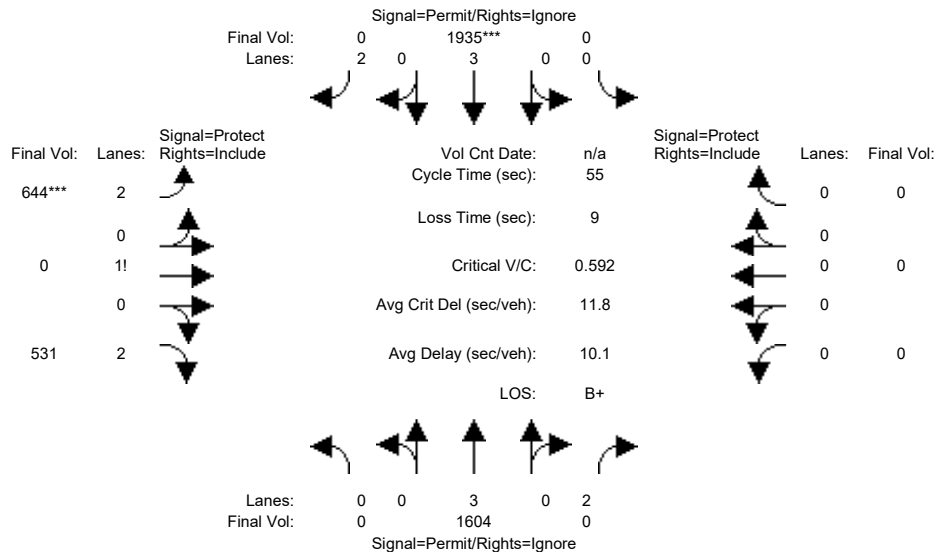 Signal=Permit/Rights=Ignore
Final Vol: 0 1935*** 0
Lanes: 2 0 3 0 0
Signal=Protect Signal=Protect
Final Vol: Lanes: Rights=Include Vol Cnt Date: n/a Rights=Include Lanes: Final Vol:
Cycle Time (sec): 55
644*** 2 0 0
Loss Time (sec): 9
0 0
0 1! Critical V/C: 0.592 0 0
0 Avg Crit Del (sec/veh): 11.8 0
531 2 Avg Delay (sec/veh): 10.1 0 0
LOS: B+
Lanes: 0 0 3 0 2
Final Vol: 0 1604 0
Signal=Permit/Rights=Ignore